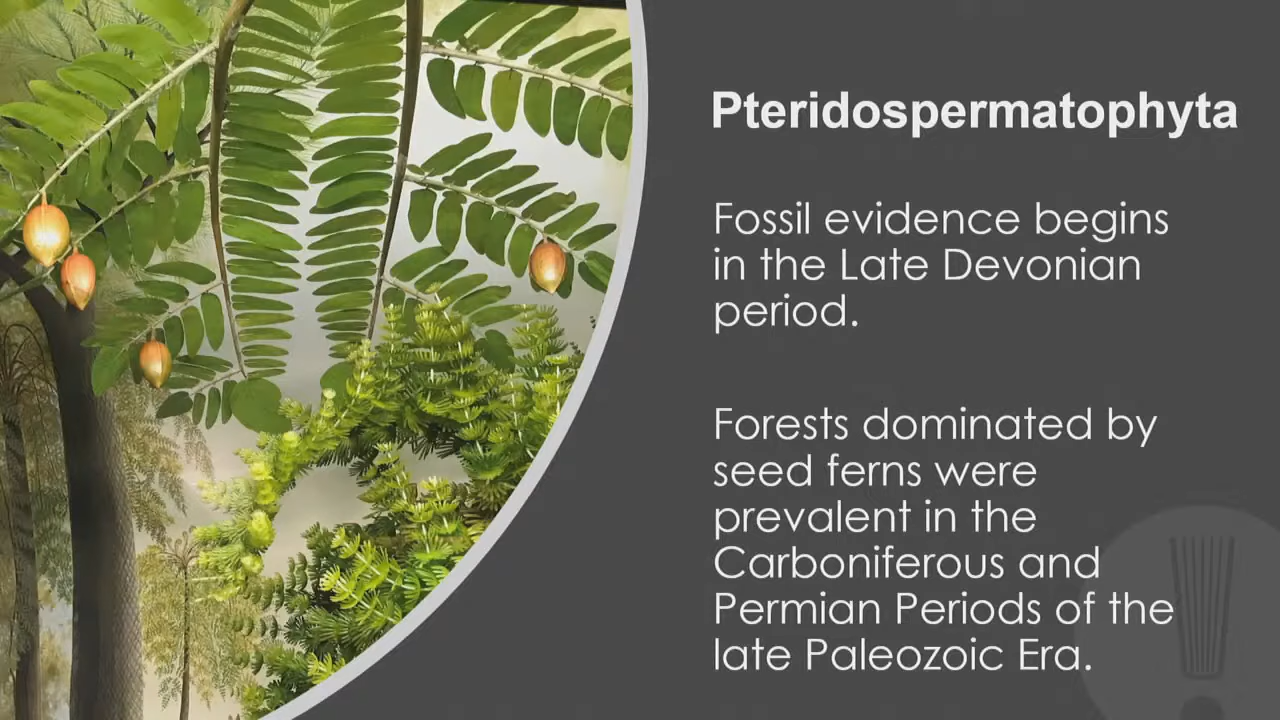 Pteridospermatophyta
Fossil evidence begins
in the Late Devonian
period.
Forests dominated by
seed ferns were
prevalent in the
Carboniferous and
Permian Periods of the
late Paleozoic Era.